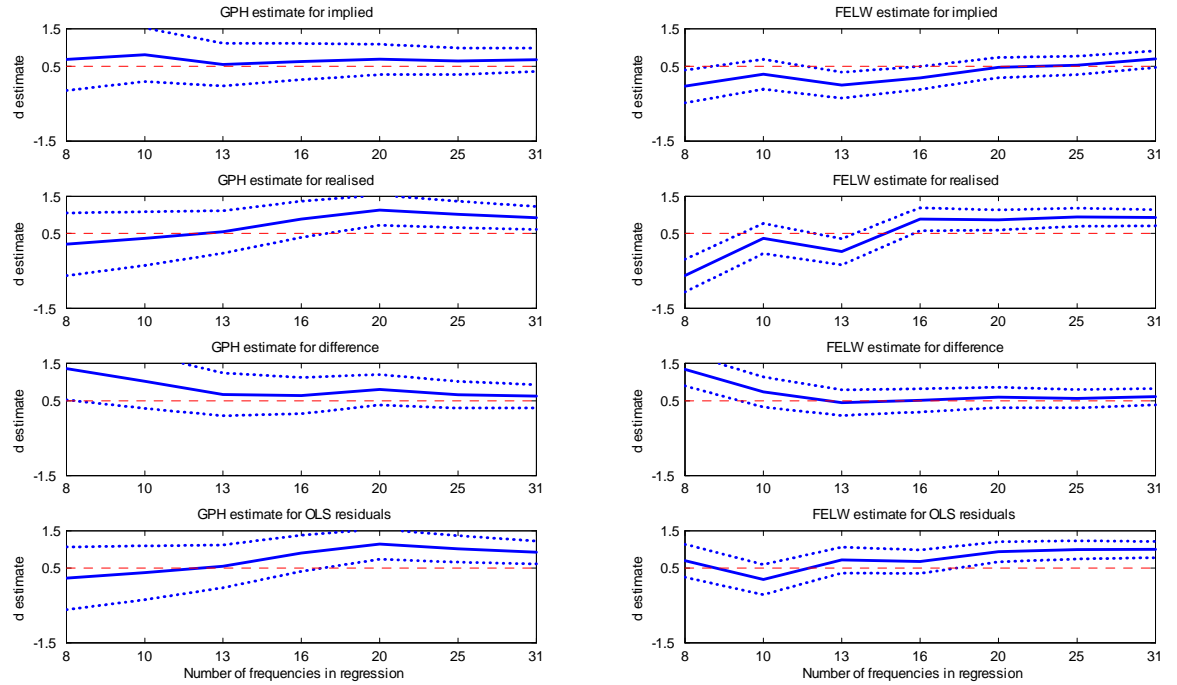 GPH estimate for implied
1.5
0.5
-1.5
d estimate
8 10 13 16 20 25 31
FELW estimate for implied
1.5
0.5
-1.5
d estimate
8 10 13 16 20 25 31
GPH estimate for realised
1.5
0.5
-1.5
d estimate
8 10 13 16 20 25 31
FELW estimate for realised
1.5
0.5
-1.5
d estimate
8 10 13 16 20 25 31
GPH estimate for difference
1.5
0.5
-1.5
d estimate
8 10 13 16 20 25 31
FELW estimate for difference
1.5
0.5
-1.5
d estimate
8 10 13 16 20 25 31
GPH estimate for OLS residuals
1.5
0.5
-1.5
d estimate
8 10 13 16 20 25 31
Number of frequencies in regression
FELW estimate for OLS residuals
1.5
0.5
-1.5
d estimate
8 10 13 16 20 25 31
Number of frequencies in regression